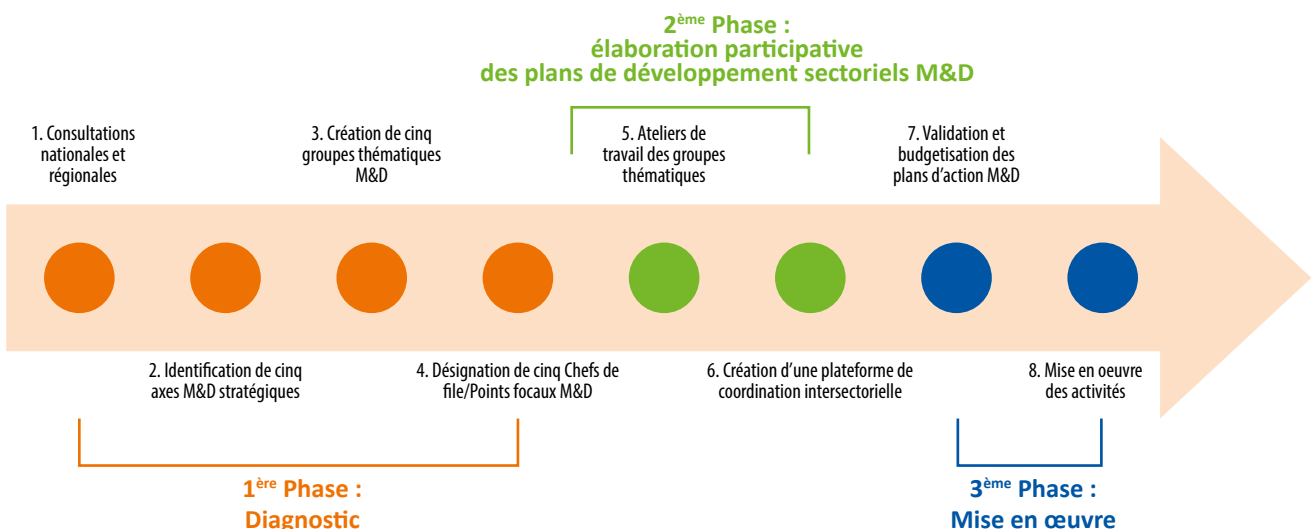 2ème Phase :
élaboration participative
des plans de développement sectoriels M&D
1. Consultations
nationales et
régionales
3. Création de cinq
groupes thématiques
M&D
5. Ateliers de
travail des groupes
thématiques
7. Validation et
budgetisation des
plans d’action M&D
2. Identification de cinq
axes M&D stratégiques
4. Désignation de cinq Chefs de
file/Points focaux M&D
6. Création d’une plateforme de
coordination intersectorielle
8. Mise en oeuvre
des activités
1ère Phase :
Diagnostic
3ème Phase :
Mise en œuvre